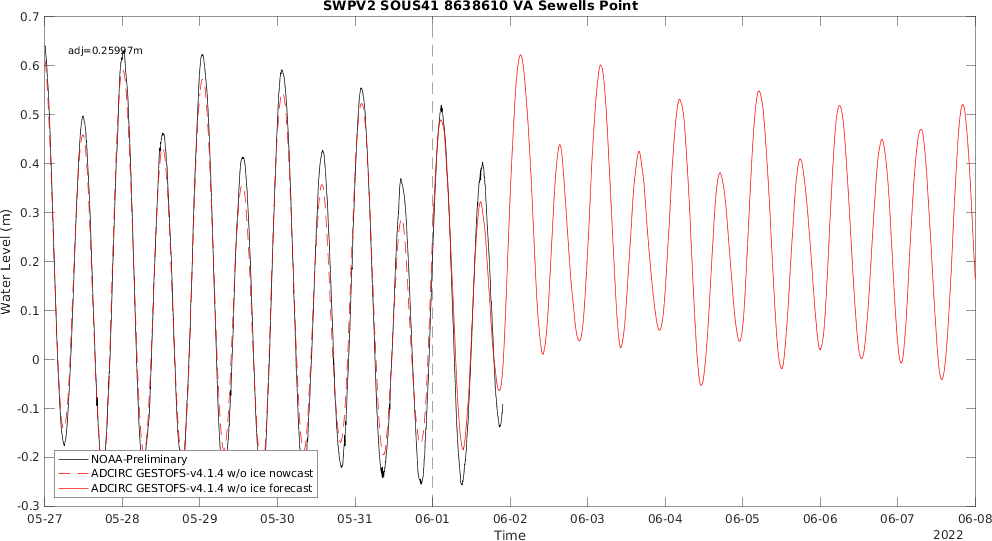 SWPV2 SOUS41 8638610 VA Sewells Point
adj=0.25997m
Water Level (m)
0.7
0.6
0.5
0.4
0.3
0.2
0.1
0
-0.1
-0.2
-0.3
NOAA-Preliminary
ADCIRC GESTOFS-v4.1.4 w/o ice nowcast
ADCIRC GESTOFS-v4.1.4 w/o ice forecast
05-27 05-28 05-29 05-30 05-31 06-01 06-02 06-03 06-04 06-05 06-06 06-07 06-08
Time
2022